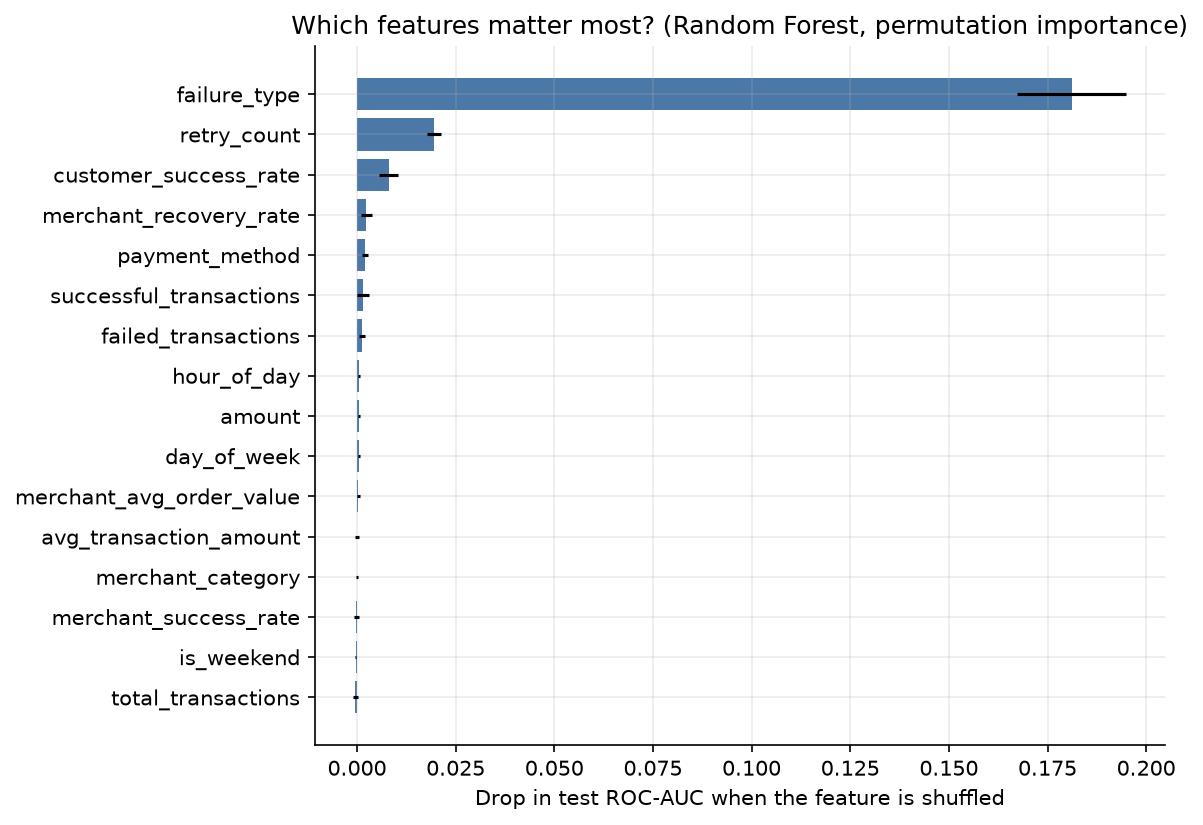 Which features matter most? (Random Forest, permutation importance)
failure_type
retry_count
customer_success_rate
merchant_recovery_rate
payment_method
successful_transactions
failed_transactions
hour_of_day
amount
day_of_week
merchant_avg_order_value
avg_transaction_amount
merchant_category
merchant_success_rate
is_weekend
total_transactions
0.000 0.025 0.050 0.075 0.100 0.125 0.150 0.175 0.200
Drop in test ROC-AUC when the feature is shuffled